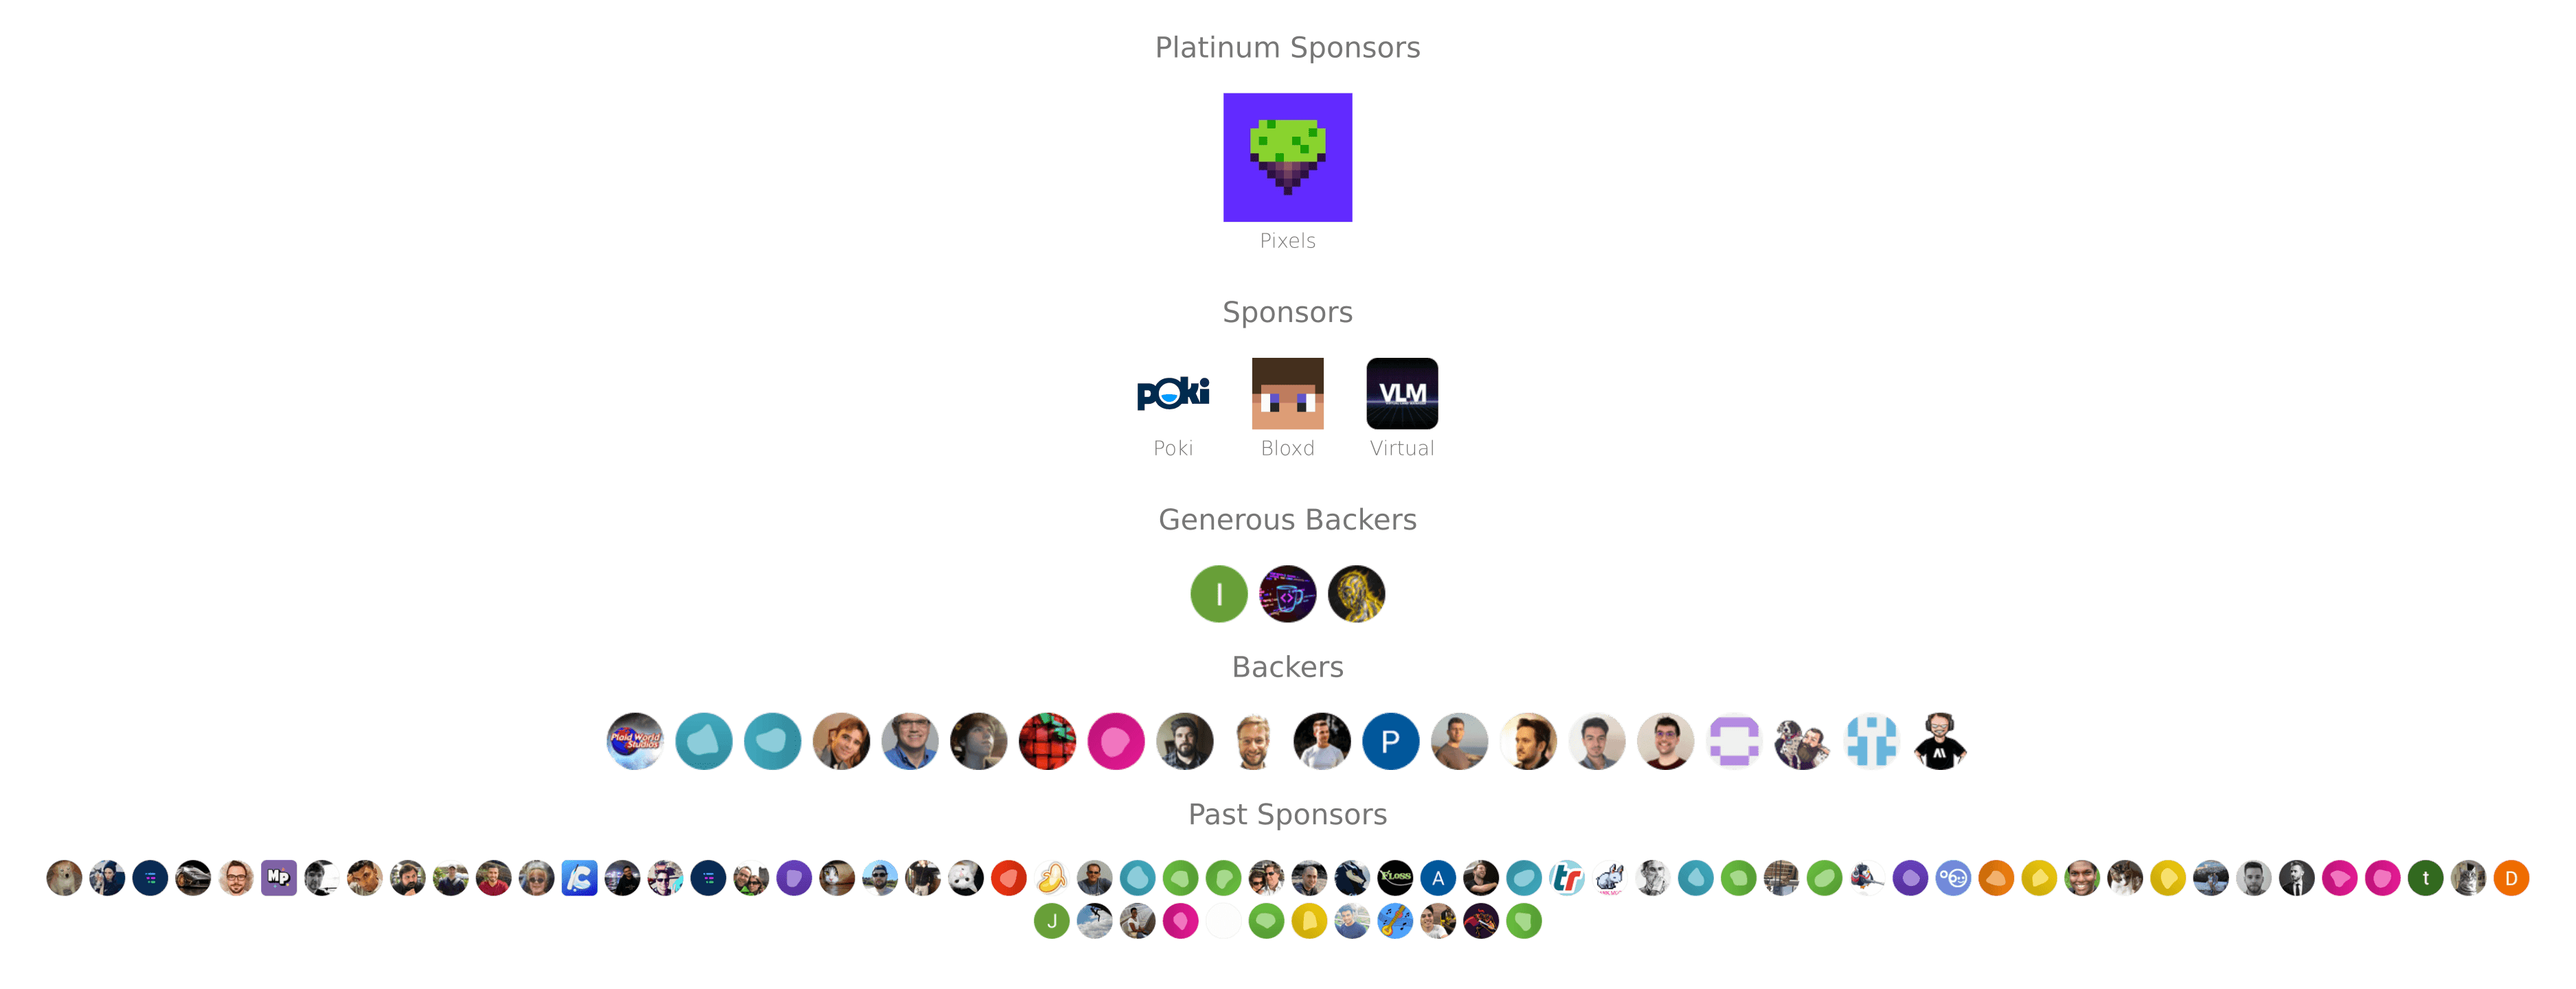 Platinum Sponsors
Pixels
Sponsors
poki
VLM
Poki Bloxd Virtual
Generous Backers
I
<>
Backers
Plaid World Studios
P
Past Sponsors
MP
C
FLOSS
A
tr
t
D
J